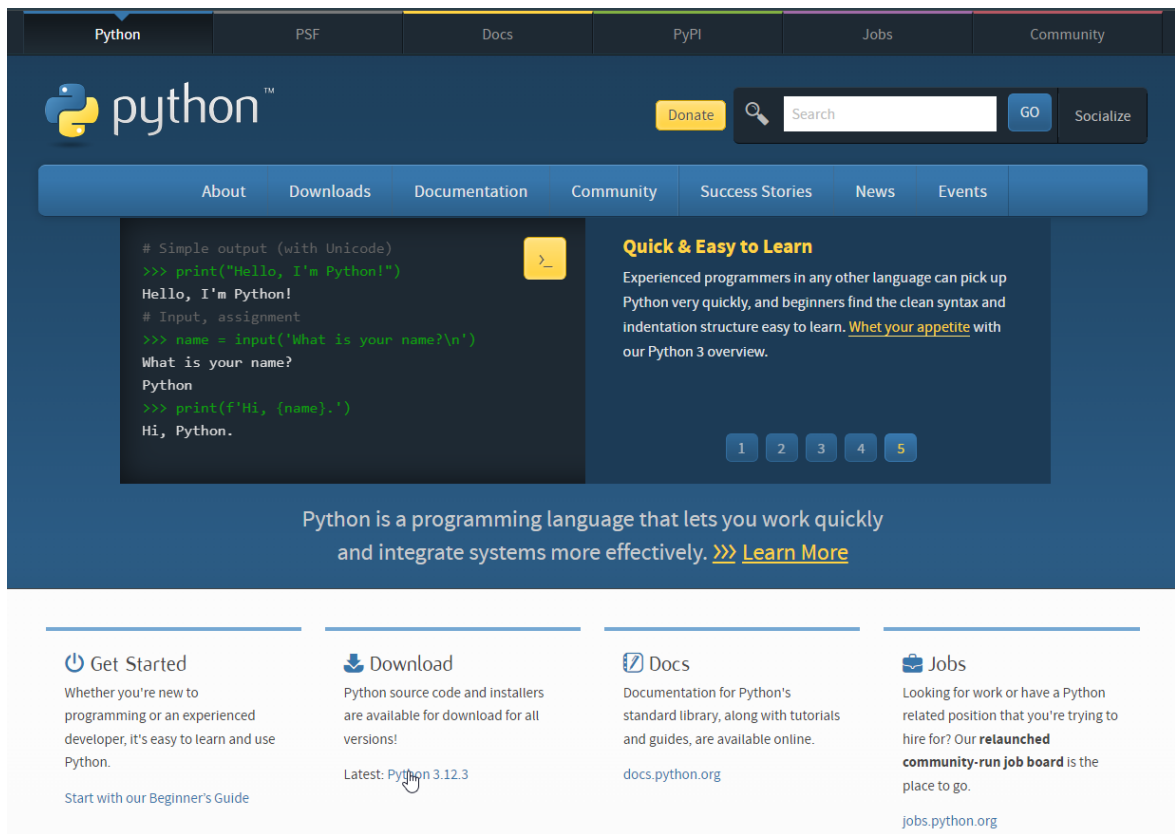 Python PSF Docs PyPI Jobs Community
python™
Donate Search GO Socialize
About Downloads Documentation Community Success Stories News Events
# Simple output (with Unicode)
>>> print("Hello, I'm Python!")
Hello, I'm Python!
# Input, assignment
>>> name = input('What is your name?\n')
What is your name?
Python
>>> print(f'Hi, {name}.')
Hi, Python.
>_
Quick & Easy to Learn
Experienced programmers in any other language can pick up
Python very quickly, and beginners find the clean syntax and
indentation structure easy to learn. Whet your appetite with
our Python 3 overview.
1 2 3 4 5
Python is a programming language that lets you work quickly
and integrate systems more effectively. >>> Learn More
Get Started
Whether you're new to
programming or an experienced
developer, it's easy to learn and use
Python.
Start with our Beginner's Guide
Download
Python source code and installers
are available for download for all
versions!
Latest: Python 3.12.3
Docs
Documentation for Python's
standard library, along with tutorials
and guides, are available online.
docs.python.org
Jobs
Looking for work or have a Python
related position that you're trying to
hire for? Our relaunched
community-run job board is the
place to go.
jobs.python.org